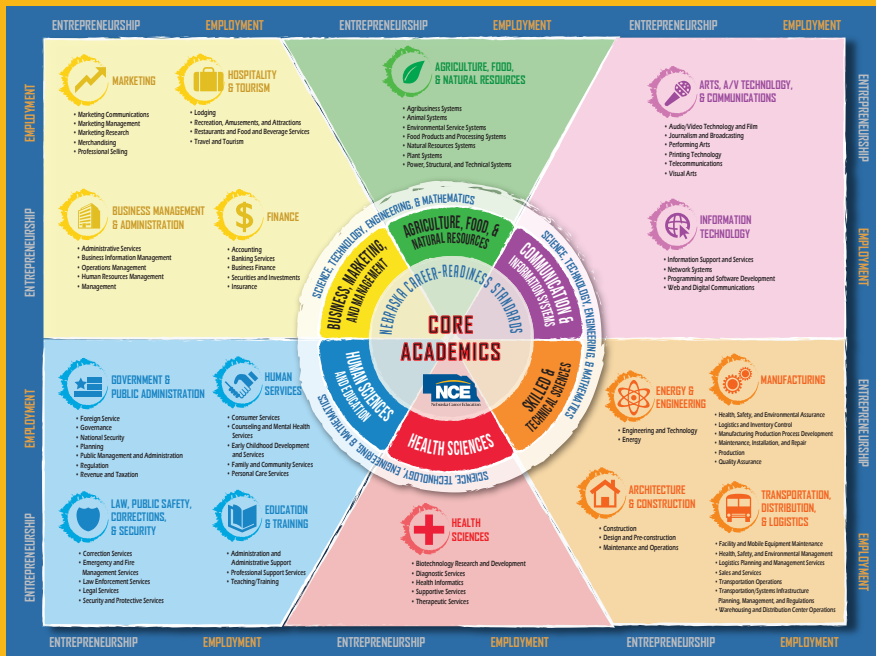 ENTREPRENEURSHIP EMPLOYMENT ENTREPRENEURSHIP EMPLOYMENT ENTREPRENEURSHIP EMPLOYMENT
EMPLOYMENT
ENTREPRENEURSHIP
EMPLOYMENT
ENTREPRENEURSHIP
MARKETING
• Marketing Communications
• Marketing Management
• Marketing Research
• Merchandising
• Professional Selling
HOSPITALITY
& TOURISM
• Lodging
• Recreation, Amusements, and Attractions
• Restaurants and Food and Beverage Services
• Travel and Tourism
BUSINESS MANAGEMENT
& ADMINISTRATION
• Administrative Services
• Business Information Management
• Operations Management
• Human Resources Management
• Management
$
FINANCE
• Accounting
• Banking Services
• Business Finance
• Securities and Investments
• Insurance
AGRICULTURE, FOOD,
& NATURAL RESOURCES
• Agribusiness Systems
• Animal Systems
• Environmental Service Systems
• Food Products and Processing Systems
• Natural Resources Systems
• Plant Systems
• Power, Structural, and Technical Systems
ARTS, A/V TECHNOLOGY,
& COMMUNICATIONS
• Audio/Video Technology and Film
• Journalism and Broadcasting
• Performing Arts
• Printing Technology
• Telecommunications
• Visual Arts
INFORMATION
TECHNOLOGY
• Information Support and Services
• Network Systems
• Programming and Software Development
• Web and Digital Communications
SCIENCE, TECHNOLOGY, ENGINEERING, & MATHEMATICS
SCIENCE, TECHNOLOGY, ENGINEERING, & MATHEMATICS
SCIENCE, TECHNOLOGY, ENGINEERING, & MATHEMATICS
BUSINESS, MARKETING,
AND MANAGEMENT
AGRICULTURE, FOOD, &
NATURAL RESOURCES
COMMUNICATION &
INFORMATION SYSTEMS
SKILLED &
TECHNICAL SCIENCES
HEALTH SCIENCES
HUMAN SCIENCES
AND EDUCATION
NEBRASKA CAREER-READINESS STANDARDS
CORE
ACADEMICS
NCE
Nebraska Career Education
GOVERNMENT &
PUBLIC ADMINISTRATION
• Foreign Service
• Governance
• National Security
• Planning
• Public Management and Administration
• Regulation
• Revenue and Taxation
HUMAN
SERVICES
• Consumer Services
• Counseling and Mental Health
Services
• Early Childhood Development
and Services
• Family and Community Services
• Personal Care Services
LAW, PUBLIC SAFETY,
CORRECTIONS,
& SECURITY
• Correction Services
• Emergency and Fire
Management Services
• Law Enforcement Services
• Legal Services
• Security and Protective Services
EDUCATION
& TRAINING
• Administration and
Administrative Support
• Professional Support Services
• Teaching/Training
HEALTH
SCIENCES
• Biotechnology Research and Development
• Diagnostic Services
• Health Informatics
• Supportive Services
• Therapeutic Services
ENERGY &
ENGINEERING
• Engineering and Technology
• Energy
MANUFACTURING
• Health, Safety, and Environmental Assurance
• Logistics and Inventory Control
• Manufacturing Production Process Development
• Maintenance, Installation, and Repair
• Production
• Quality Assurance
ARCHITECTURE
& CONSTRUCTION
• Construction
• Design and Pre-construction
• Maintenance and Operations
TRANSPORTATION,
DISTRIBUTION,
& LOGISTICS
• Facility and Mobile Equipment Maintenance
• Health, Safety, and Environmental Management
• Logistics Planning and Management Services
• Sales and Services
• Transportation Operations
• Transportation/Systems Infrastructure
Planning, Management, and Regulations
• Warehousing and Distribution Center Operations
ENTREPRENEURSHIP
EMPLOYMENT
ENTREPRENEURSHIP
EMPLOYMENT
ENTREPRENEURSHIP EMPLOYMENT ENTREPRENEURSHIP EMPLOYMENT ENTREPRENEURSHIP EMPLOYMENT